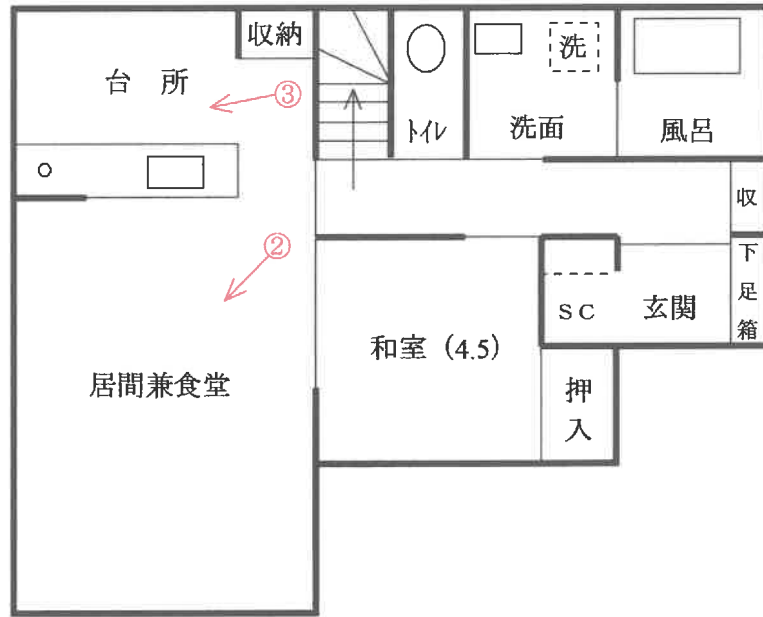 収納
洗
台 所
③
トイレ
洗面
風呂
収
②
下足箱
SC
玄関
和室(4.5)
居間兼食堂
押入